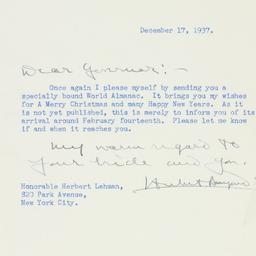 December 17, 1937.
Dear Governor:-
Once again I please myself by sending you a
specially bound World Almanac. It brings you my wishes
for A Merry Christmas and many Happy New Years. As it
is not yet published, this is merely to inform you of its
arrival around February fourteenth. Please let me know
if and when it reaches you.
My warm regard to
your bride and you.
Honorable Herbert Lehman,
820 Park Avenue,
New York City.